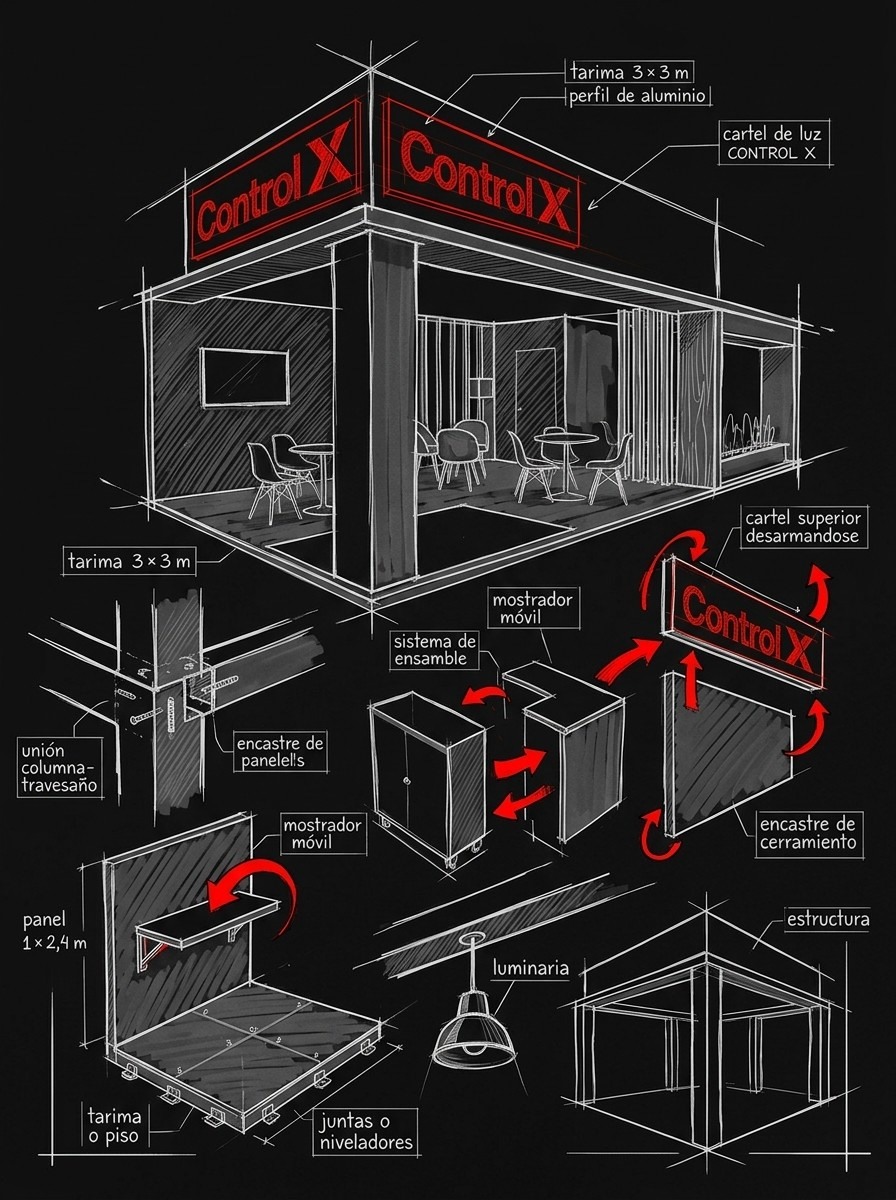 tarima 3 x 3 m
perfil de aluminio
cartel de luz
CONTROL X
Control X
Control X
tarima 3 x 3 m
cartel superior
desarmandose
mostrador
móvil
sistema de
ensamble
Control X
unión
columna-
travesaño
encastre de
panelel!s
mostrador
móvil
encastre de
cerramiento
panel
1 x 2,4 m
luminaria
estructura
tarima
o piso
juntas o
niveladores